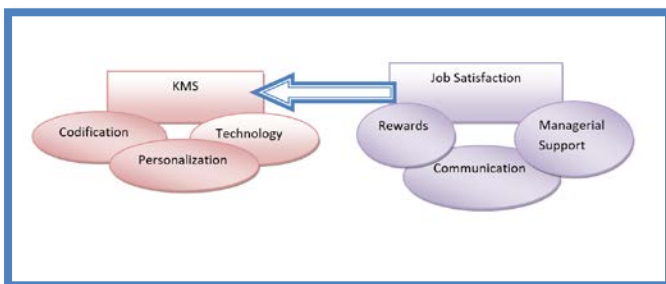 KMS
Codification
Technology
Personalization
Job Satisfaction
Rewards
Managerial
Support
Communication